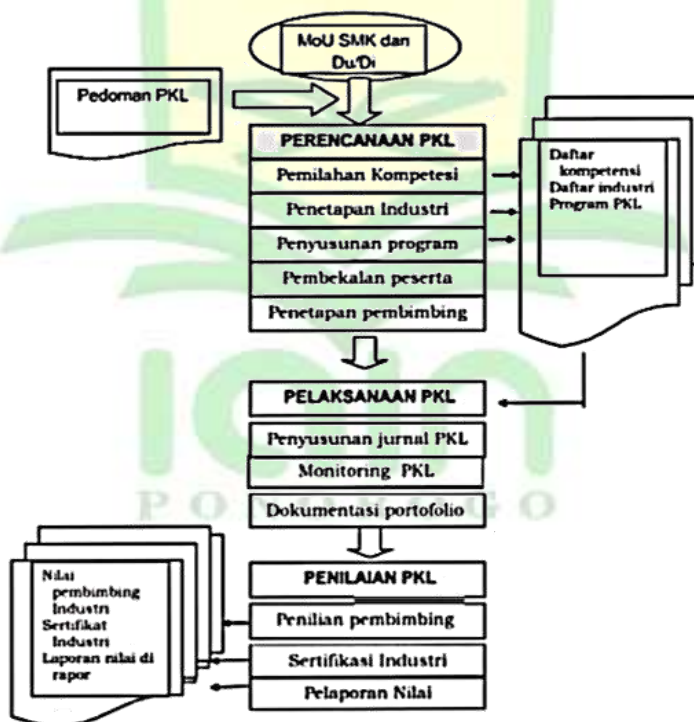 MoU SMK dan
Du/Di
Pedoman PKL
PERENCANAAN PKL
Pemilahan Kompetesi
Penetapan Industri
Penyusunan program
Pembekalan peserta
Penetapan pembimbing
Daftar
kompetensi
Daftar industri
Program PKL
PELAKSANAAN PKL
Penyusunan jurnal PKL
Monitoring PKL
Dokumentasi portofolio
iain
PONOROGO
PENILAIAN PKL
Penilian pembimbing
Sertifikasi Industri
Pelaporan Nilai
Nilai
pembimbing
Industri
Sertifikat
Industri
Laporan nilai di
rapor